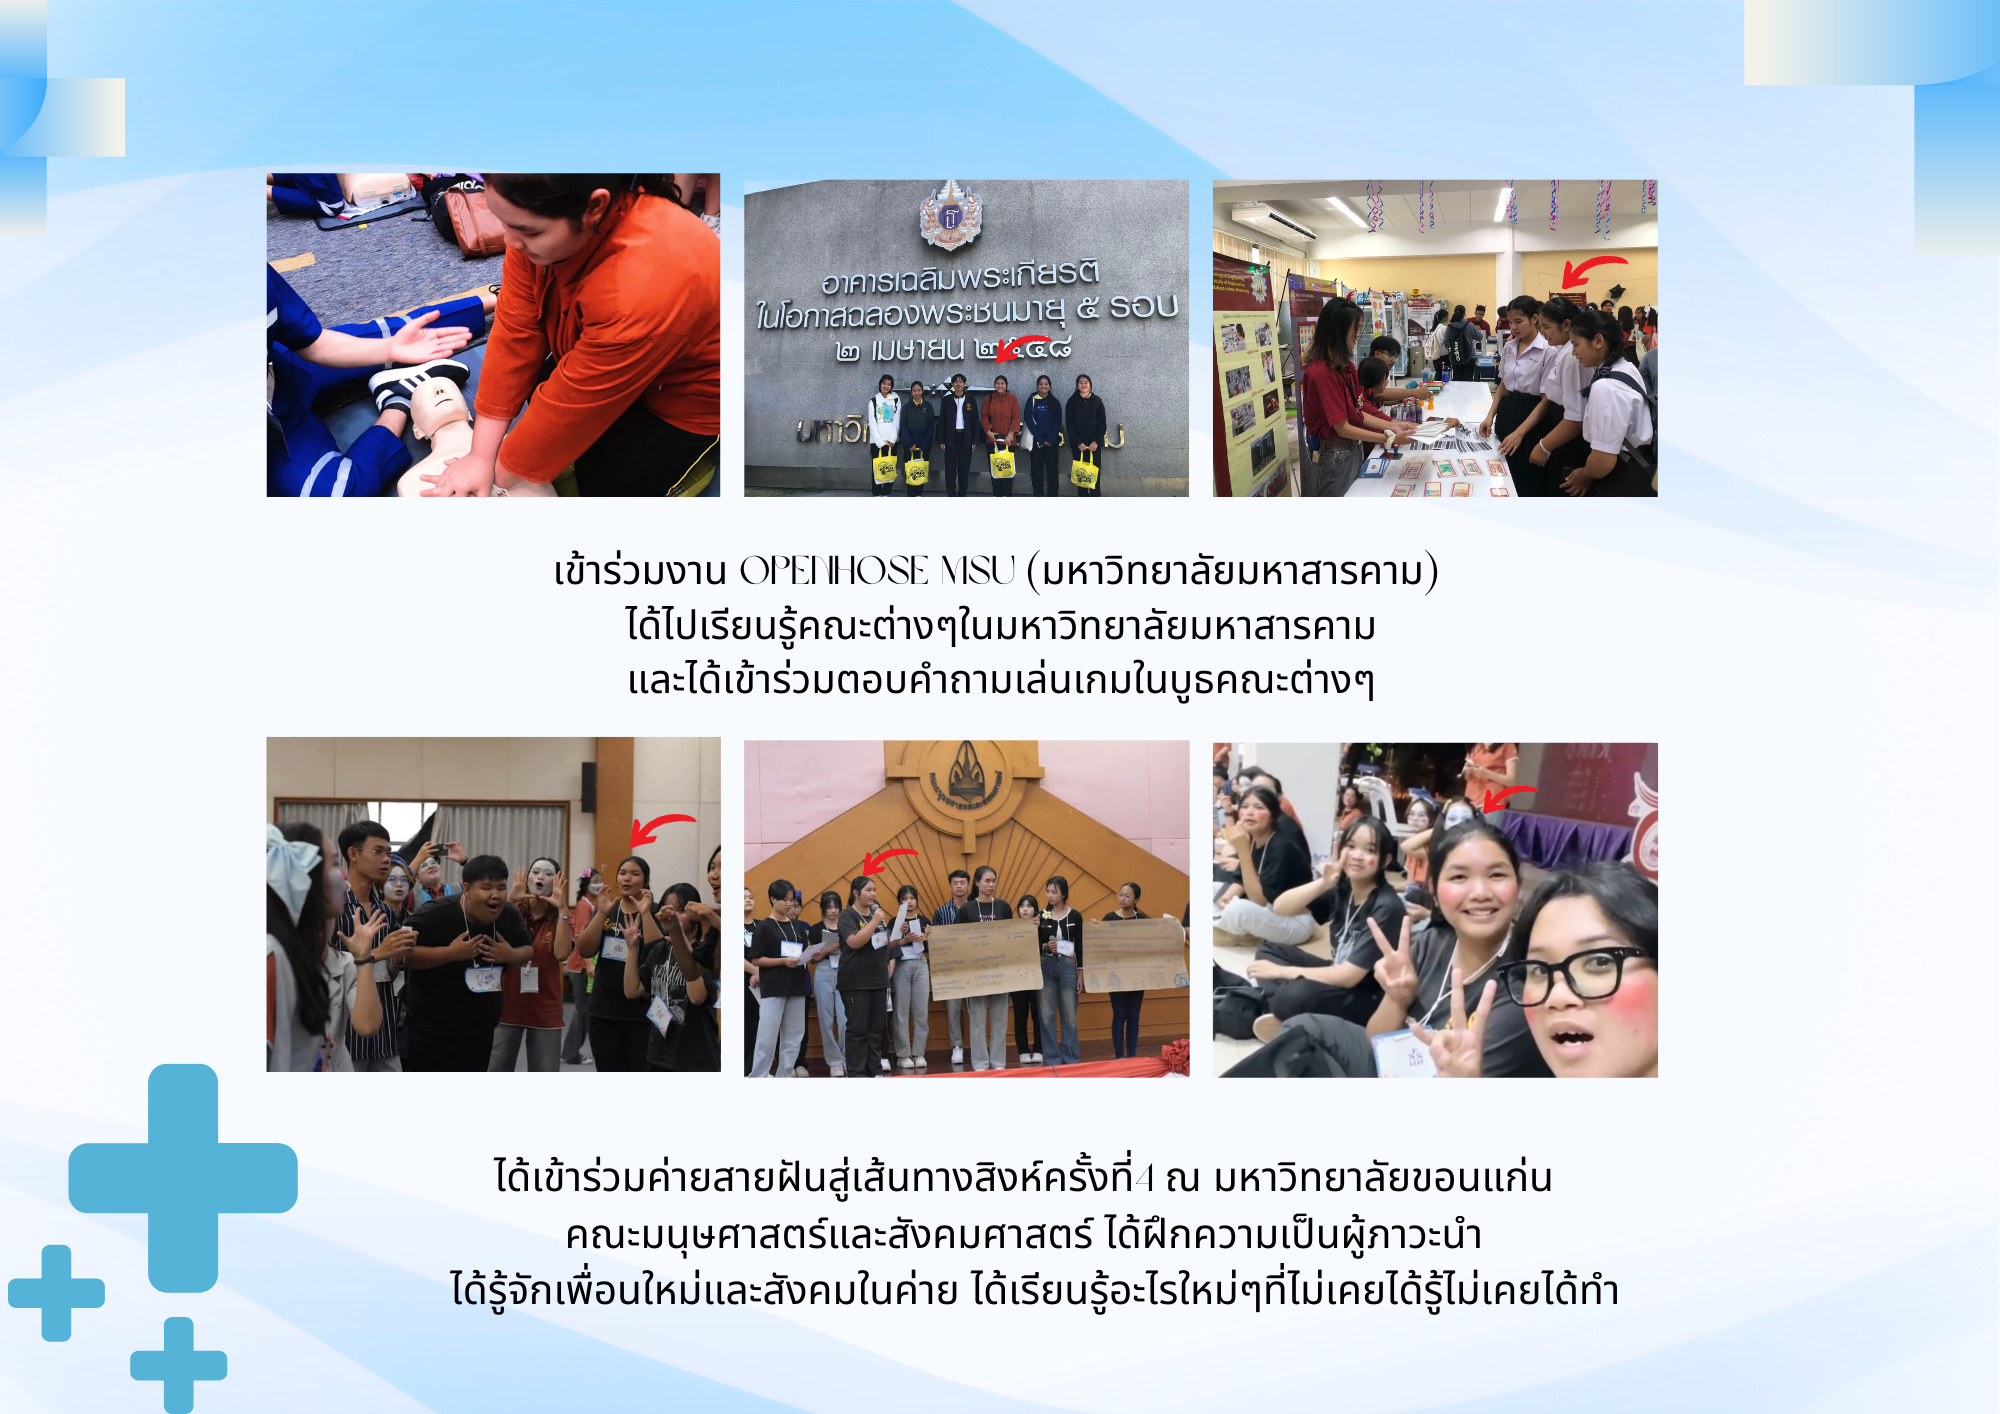 อาคารเฉลิมพระเกียรติ
ในโอกาสฉลองพระชนมายุ ๕ รอบ
๒ เมษายน ๒๕๔๘
เข้าร่วมงาน OPENHOSE MSU (มหาวิทยาลัยมหาสารคาม)
ได้ไปเรียนรู้คณะต่างๆในมหาวิทยาลัยมหาสารคาม
และได้เข้าร่วมตอบคำถามเล่นเกมในบูธคณะต่างๆ
ได้เข้าร่วมค่ายสายฝันสู่เส้นทางสิงห์ครั้งที่4 ณ มหาวิทยาลัยขอนแก่น
คณะมนุษศาสตร์และสังคมศาสตร์ ได้ฝึกความเป็นผู้ภาวะนำ
ได้รู้จักเพื่อนใหม่และสังคมในค่าย ได้เรียนรู้อะไรใหม่ๆที่ไม่เคยได้รู้ไม่เคยได้ทำ